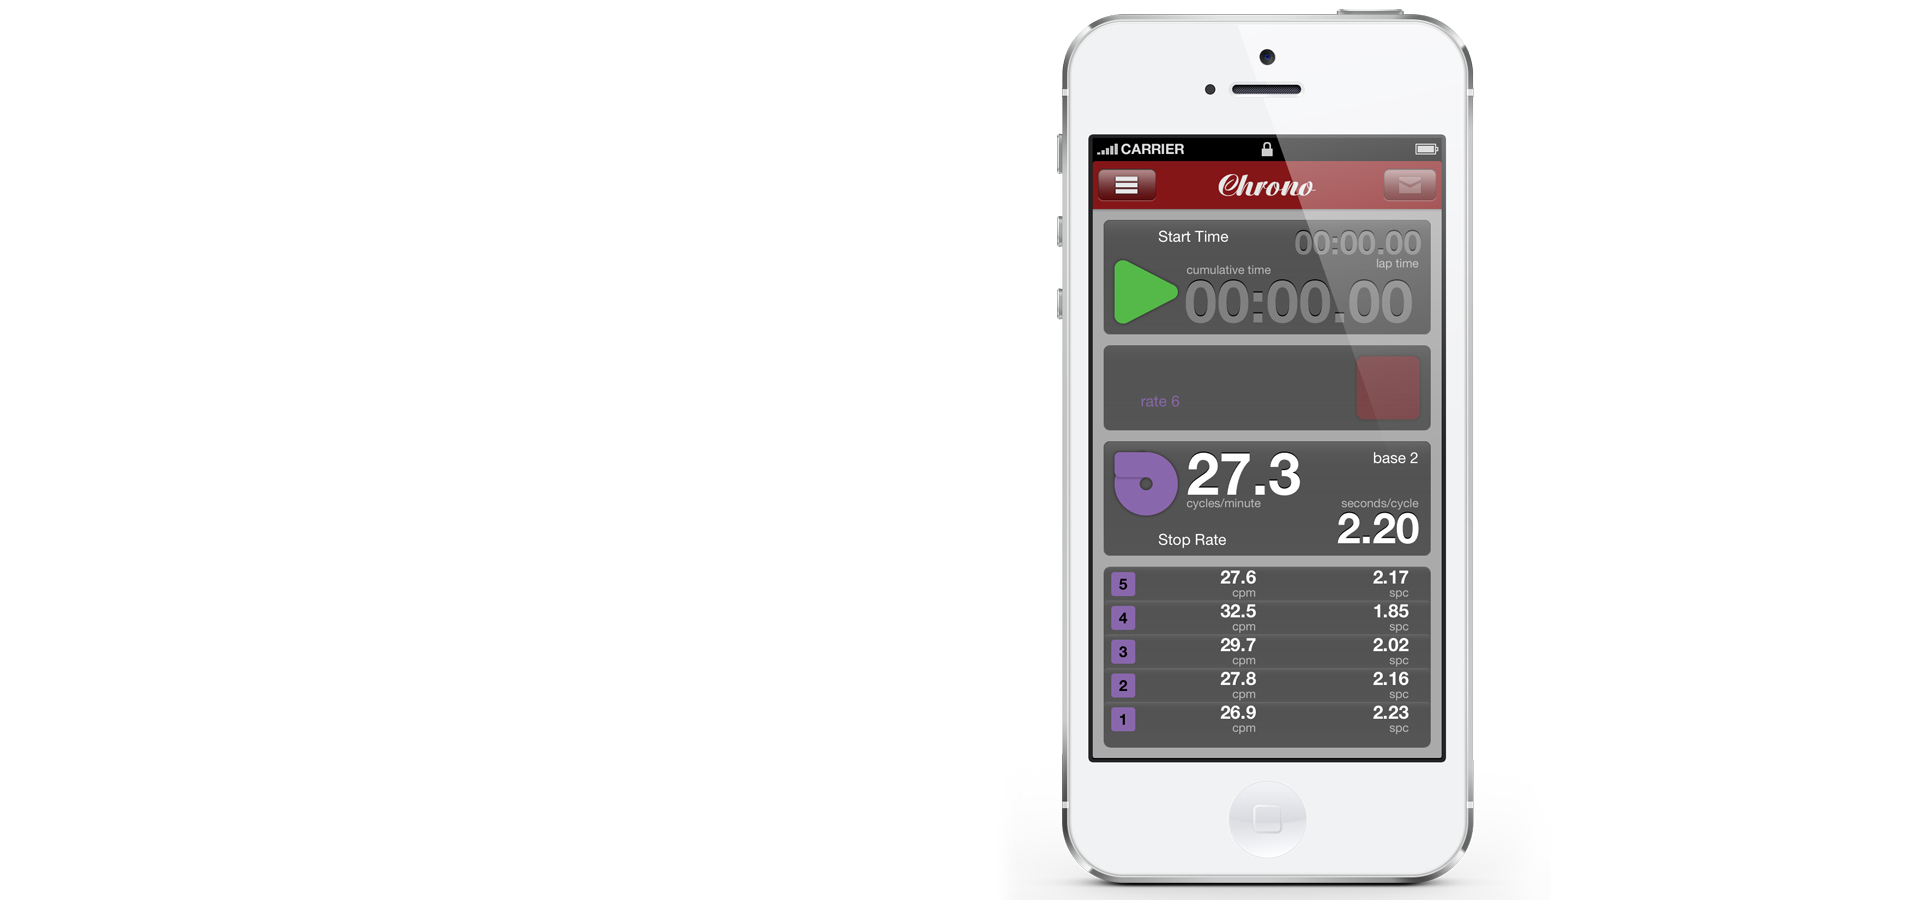 CARRIER
Chrono
Start Time
00:00.00
lap time
cumulative time
00:00.00
rate 6
27.3
base 2
cycles/minute
seconds/cycle
2.20
Stop Rate
5 27.6 2.17
cpm spc
4 32.5 1.85
cpm spc
3 29.7 2.02
cpm spc
2 27.8 2.16
cpm spc
1 26.9 2.23
cpm spc